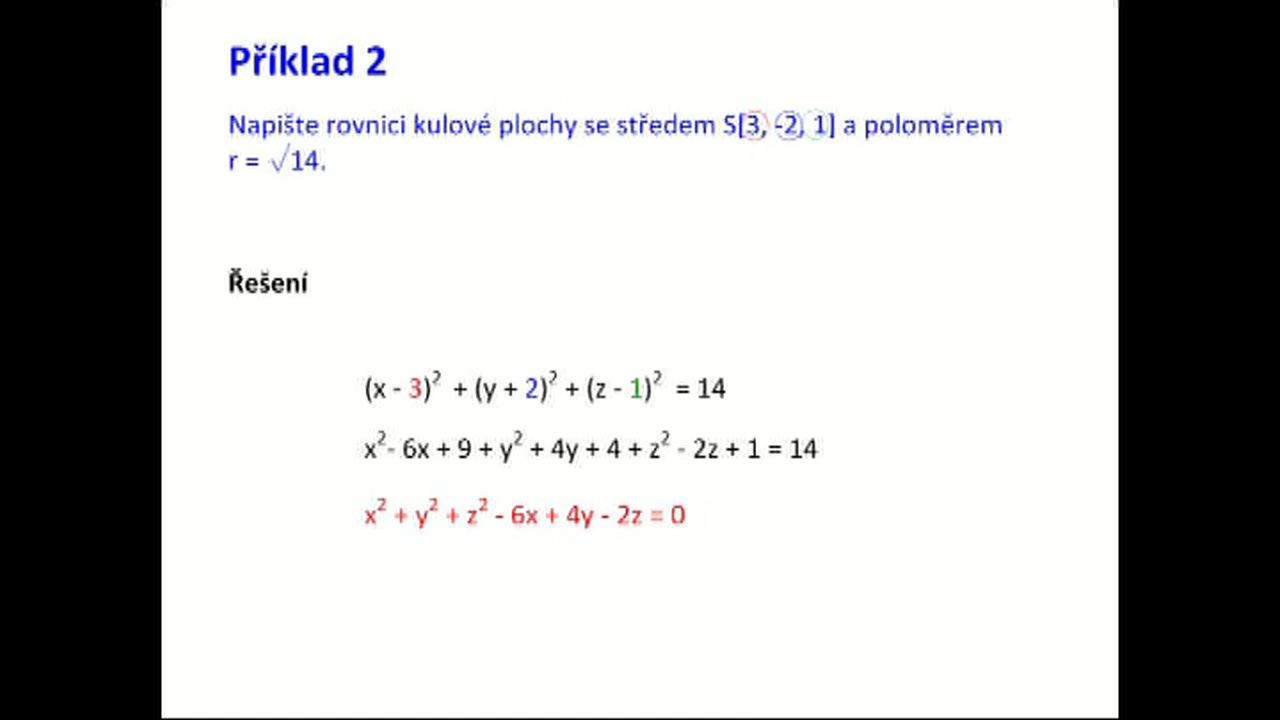 Příklad 2
Napište rovnici kulové plochy se středem S[3, -2, 1] a poloměrem
r = √14.
Řešení
(x - 3)² + (y + 2)² + (z - 1)² = 14
x² - 6x + 9 + y² + 4y + 4 + z² - 2z + 1 = 14
x² + y² + z² - 6x + 4y - 2z = 0